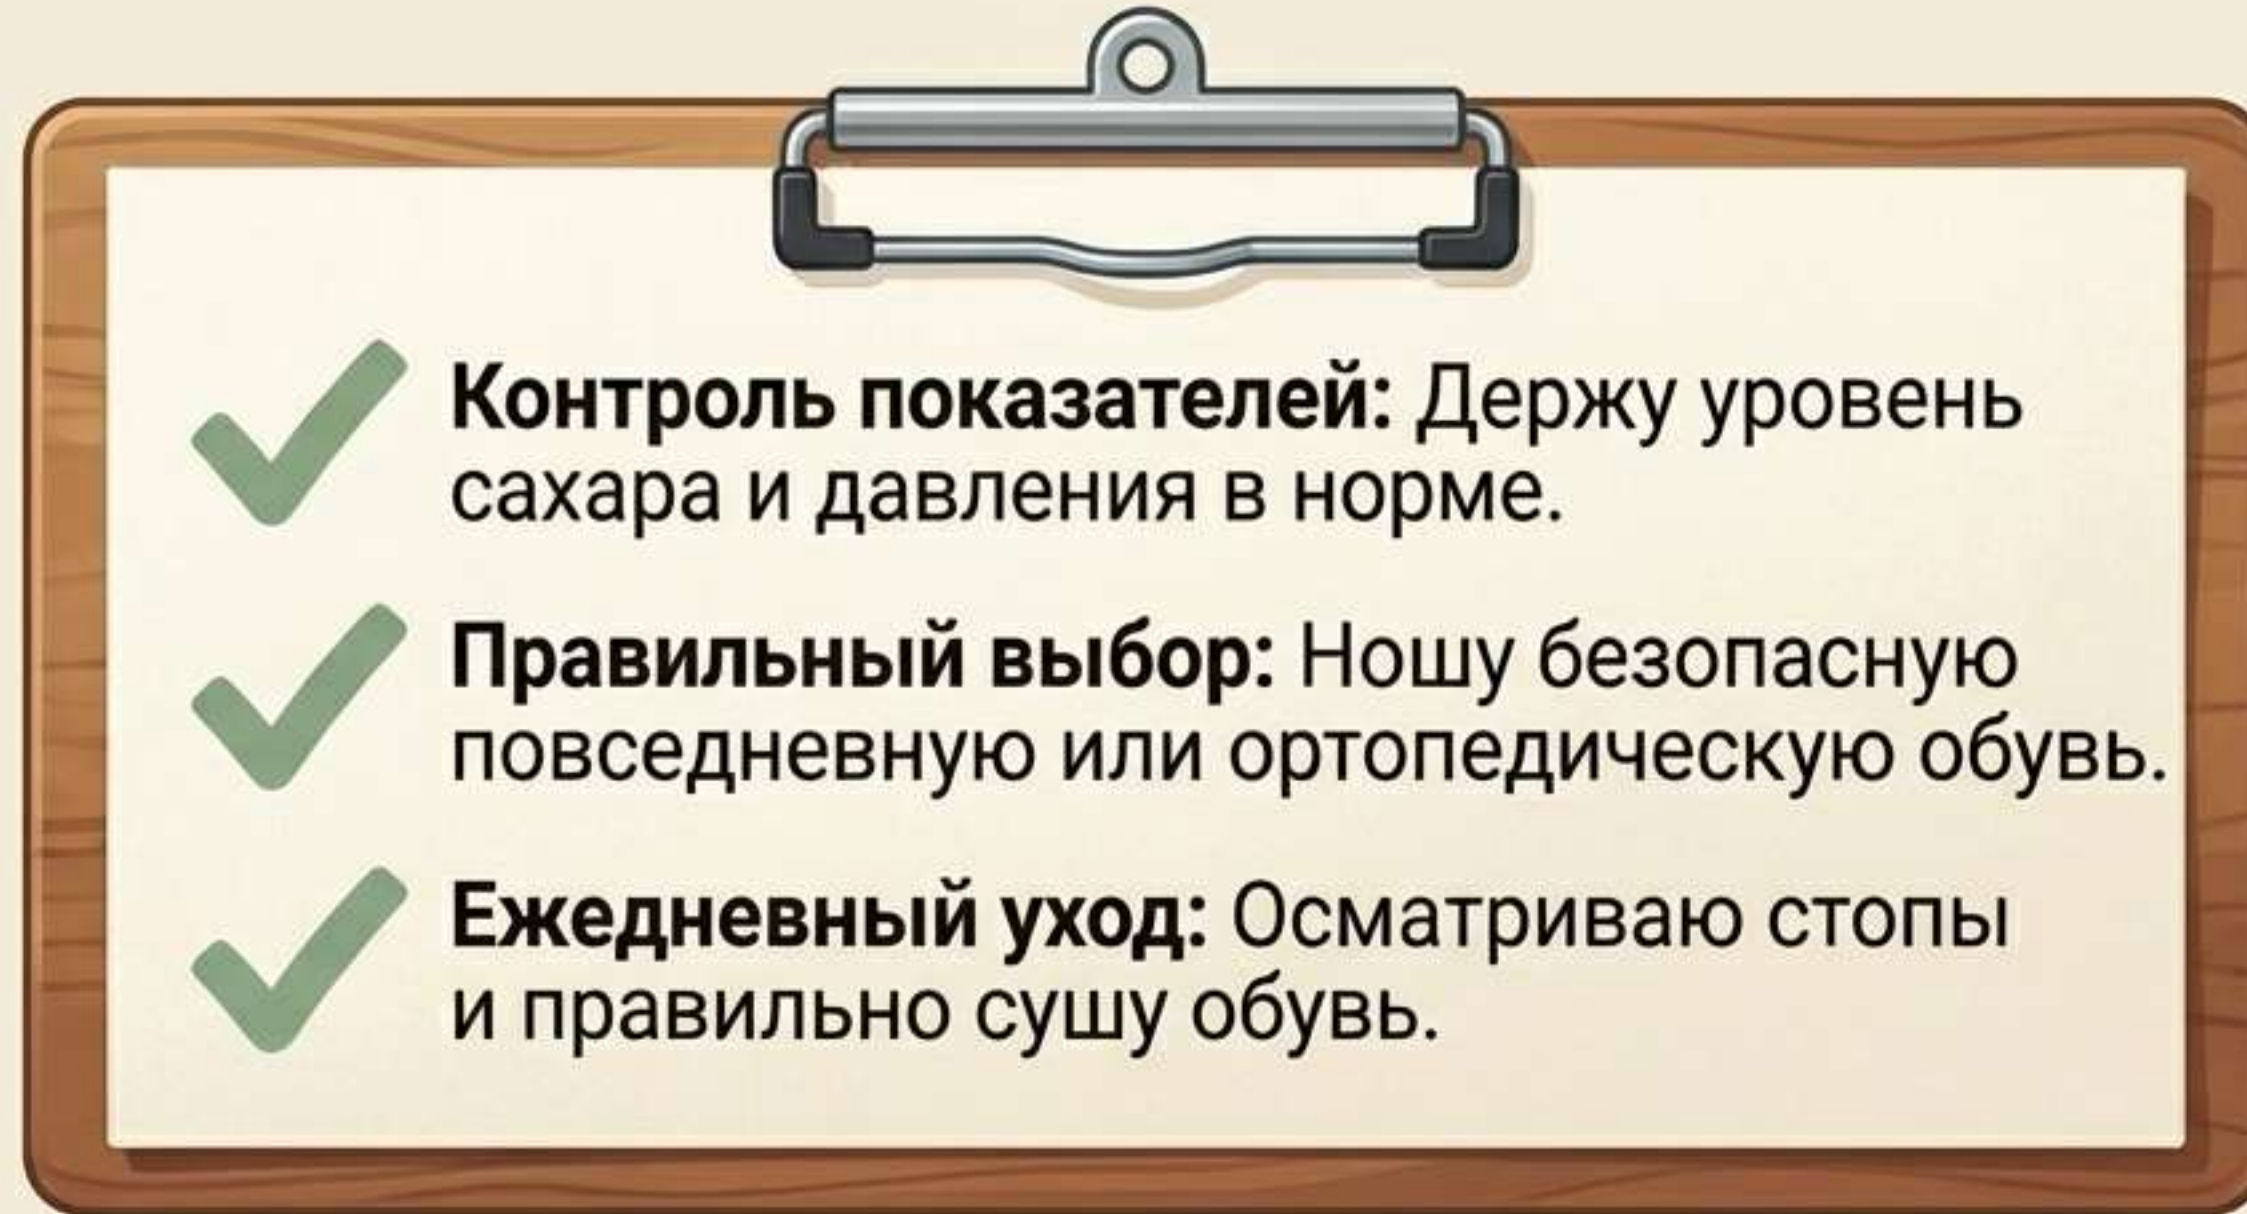 Контроль показателей: Держу уровень
сахара и давления в норме.
Правильный выбор: Ношу безопасную
повседневную или ортопедическую обувь.
Ежедневный уход: Осматриваю стопы
и правильно сушу обувь.